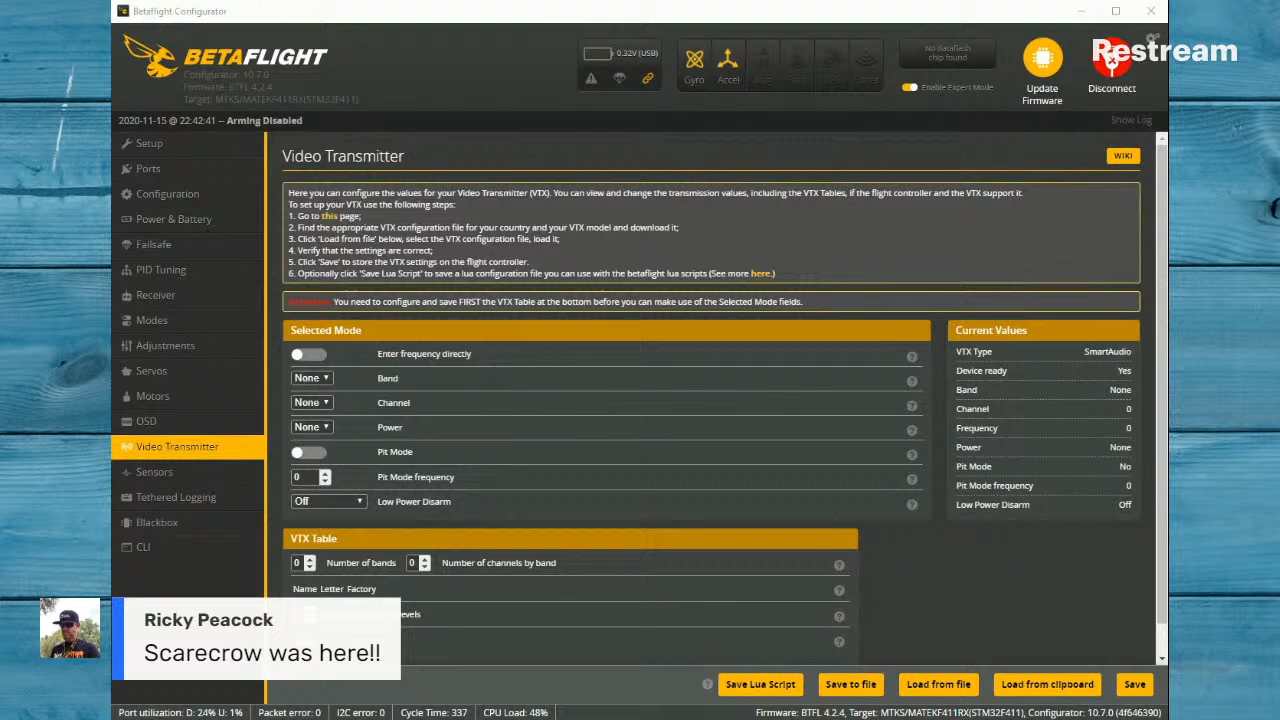 Betaflight Configurator
BETAFLIGHT
Configurator: 10.7.0
Firmware: BTFL 4.2.4
Target: MTKS/MATEKF411RX(STM32F411)
0.32V (USB)
Gyro
Accel
No dataflash
chip found
Enable Expert Mode
Restream
Update
Firmware
Disconnect
2020-11-15 @ 22:42:41 -- Arming Disabled
Show Log
Setup
Ports
Configuration
Power & Battery
Failsafe
PID Tuning
Receiver
Modes
Adjustments
Servos
Motors
OSD
Video Transmitter
Sensors
Tethered Logging
Blackbox
CLI
Video Transmitter
WIKI
Here you can configure the values for your Video Transmitter (VTX). You can view and change the transmission values, including the VTX Tables, if the flight controller and the VTX support it.
To set up your VTX use the following steps:
1. Go to this page;
2. Find the appropriate VTX configuration file for your country and your VTX model and download it;
3. Click 'Load from file' below, select the VTX configuration file, load it;
4. Verify that the settings are correct;
5. Click 'Save' to store the VTX settings on the flight controller.
6. Optionally click 'Save Lua Script' to save a lua configuration file you can use with the betaflight lua scripts (See more here.)
You need to configure and save FIRST the VTX Table at the bottom before you can make use of the Selected Mode fields.
Selected Mode
Enter frequency directly
None Band
None Channel
None Power
Pit Mode
0 Pit Mode frequency
Off Low Power Disarm
Current Values
VTX Type SmartAudio
Device ready Yes
Band None
Channel 0
Frequency 0
Power None
Pit Mode No
Pit Mode frequency 0
Low Power Disarm Off
VTX Table
0 Number of bands 0 Number of channels by band
Name Letter Factory
evels
Ricky Peacock
Scarecrow was here!!
Save Lua Script
Save to file
Load from file
Load from clipboard
Save
Port utilization: D: 24% U: 1%
Packet error: 0
I2C error: 0
Cycle Time: 337
CPU Load: 48%
Firmware: BTFL 4.2.4, Target: MTKS/MATEKF411RX(STM32F411), Configurator: 10.7.0 (4f646390)